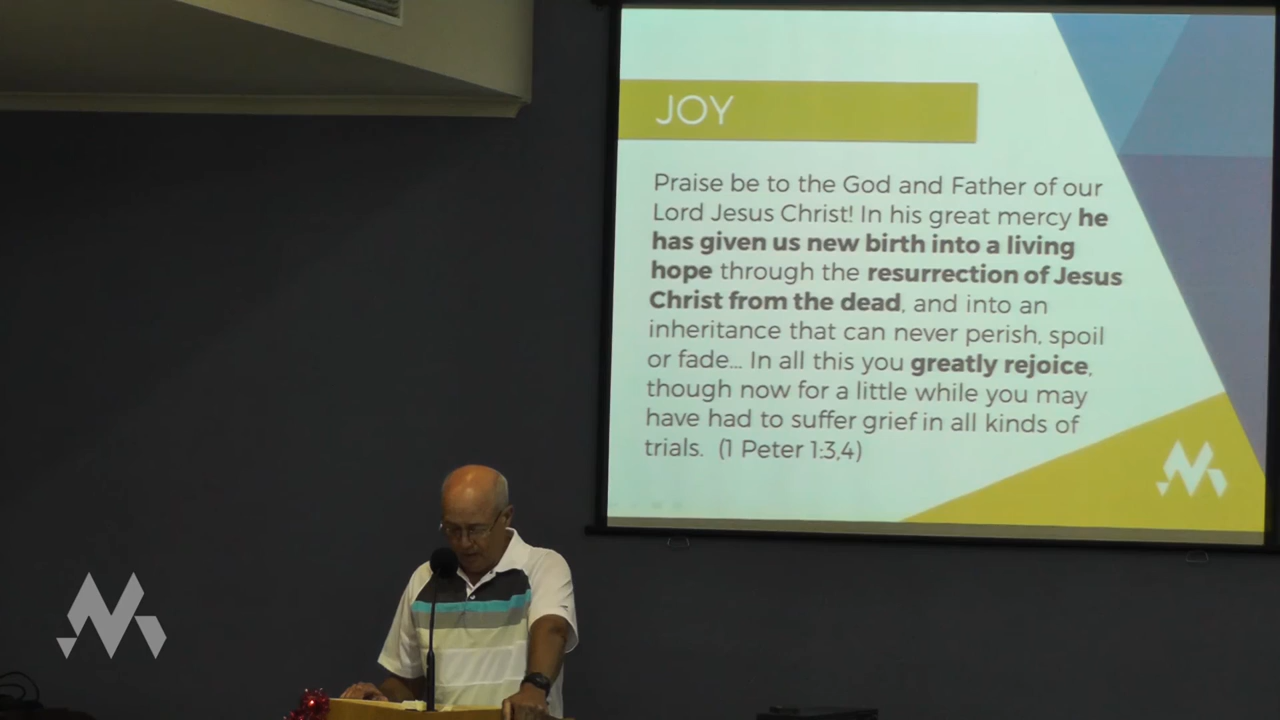 JOY
Praise be to the God and Father of our
Lord Jesus Christ! In his great mercy he
has given us new birth into a living
hope through the resurrection of Jesus
Christ from the dead, and into an
inheritance that can never perish, spoil
or fade... In all this you greatly rejoice,
though now for a little while you may
have had to suffer grief in all kinds of
trials. (1 Peter 1:3,4)